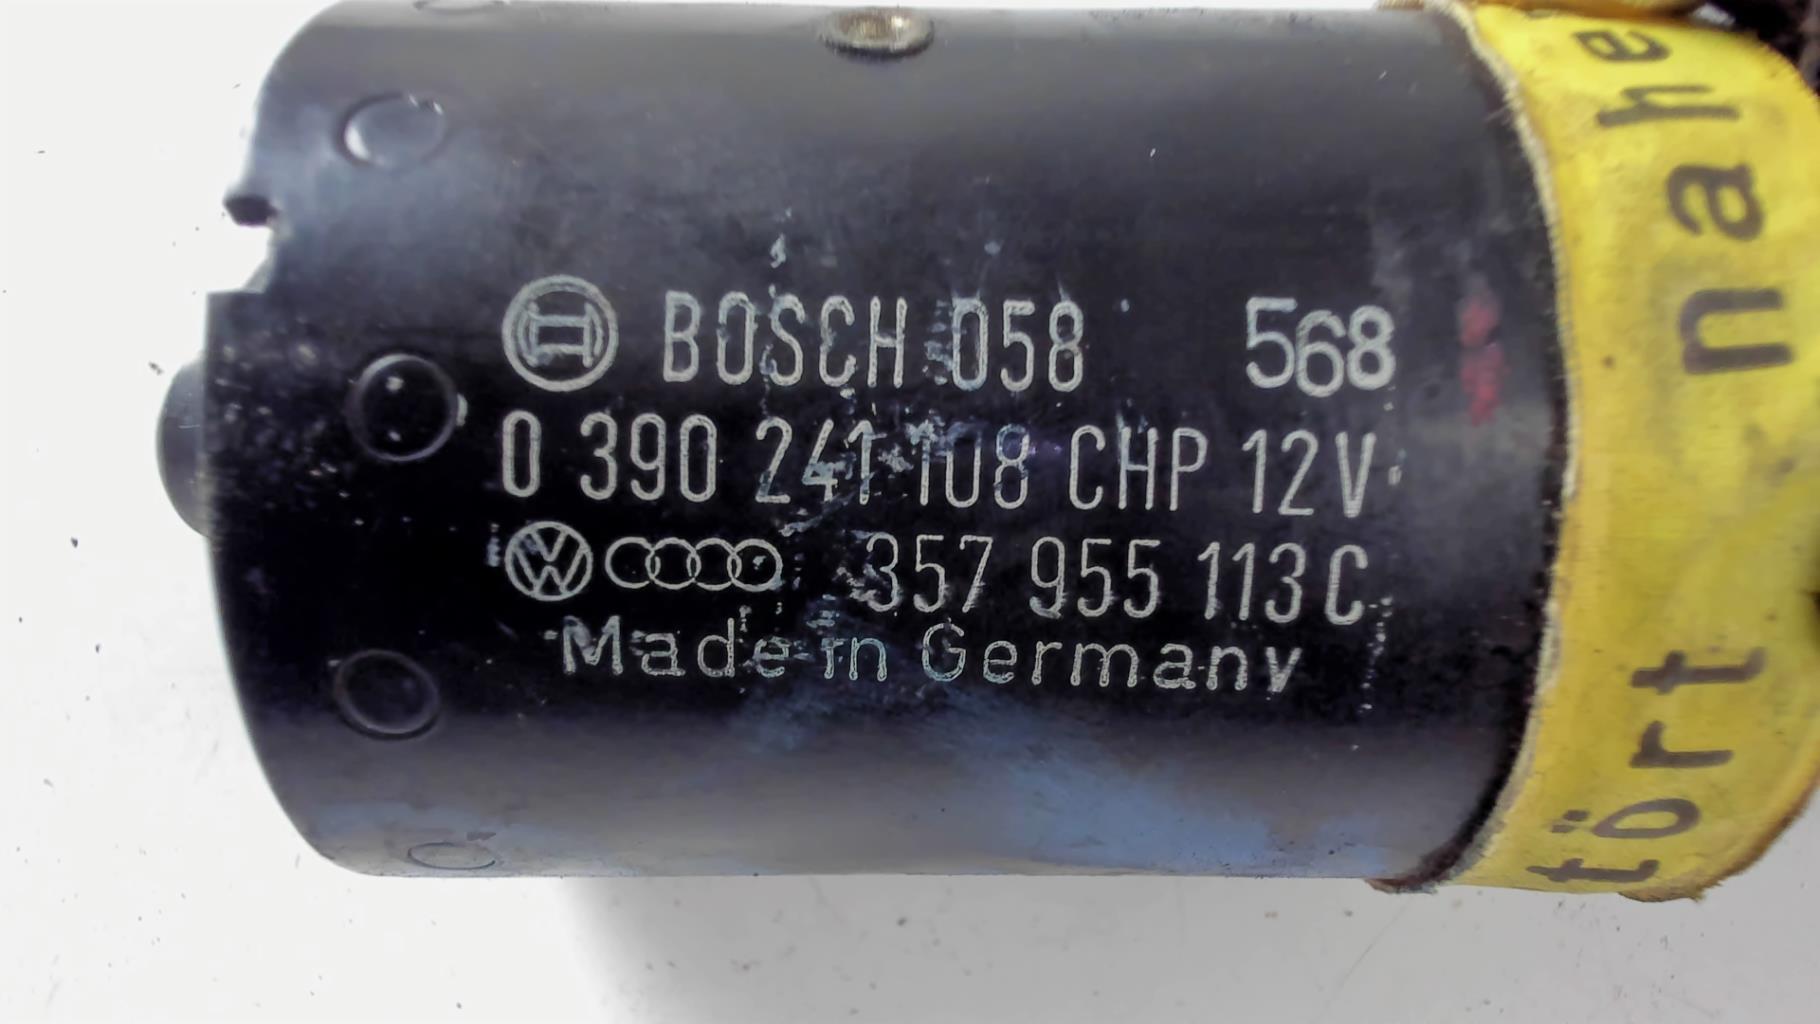 BOSCH 058 568
0 390 241 108 CHP 12V
357 955 113 C
Made in Germany
tört nahe